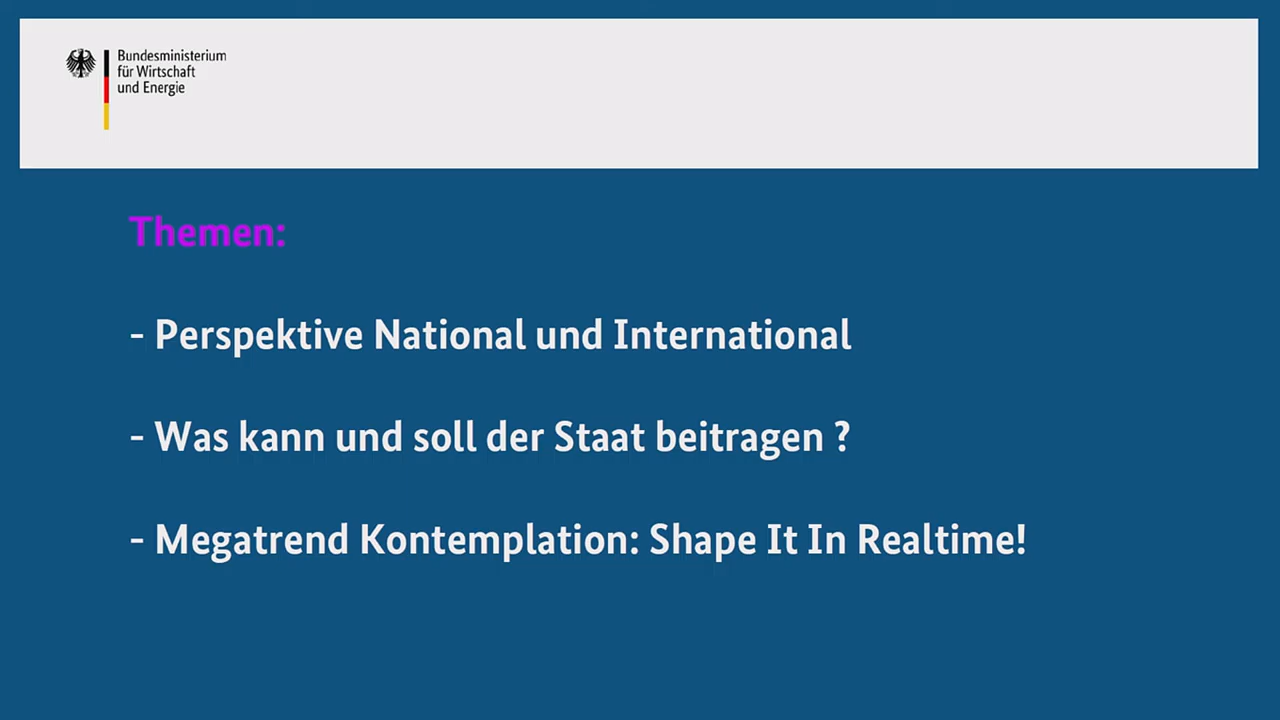 Bundesministerium
für Wirtschaft
und Energie
Themen:
- Perspektive National und International
- Was kann und soll der Staat beitragen ?
- Megatrend Kontemplation: Shape It In Realtime!